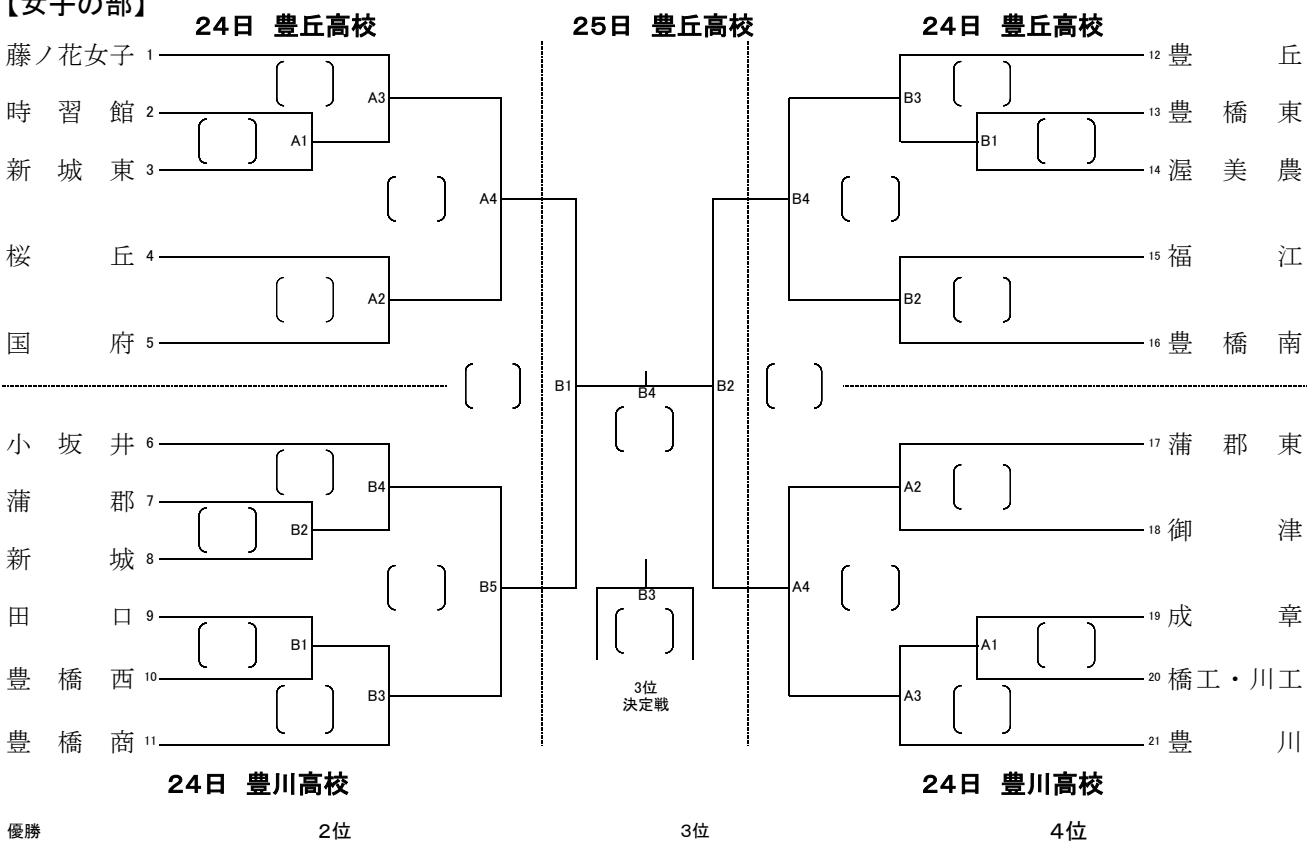 【女子の部】
24日 豊丘高校
25日 豊丘高校
24日 豊丘高校
藤ノ花女子 1
時習館 2
新城東 3
桜丘 4
国府 5
A3
A1
A4
A2
小坂井 6
蒲郡 7
新城 8
田口 9
豊橋西 10
豊橋商 11
B4
B2
B5
B1
B3
B1
B4
B2
B3
3位
決定戦
12 豊丘
13 豊橋東
14 渥美農
15 福江
16 豊橋南
B3
B1
B4
B2
17 蒲郡東
18 御津
19 成章
20 橋工・川工
21 豊川
A2
A4
A1
A3
24日 豊川高校
24日 豊川高校
優勝
2位
3位
4位